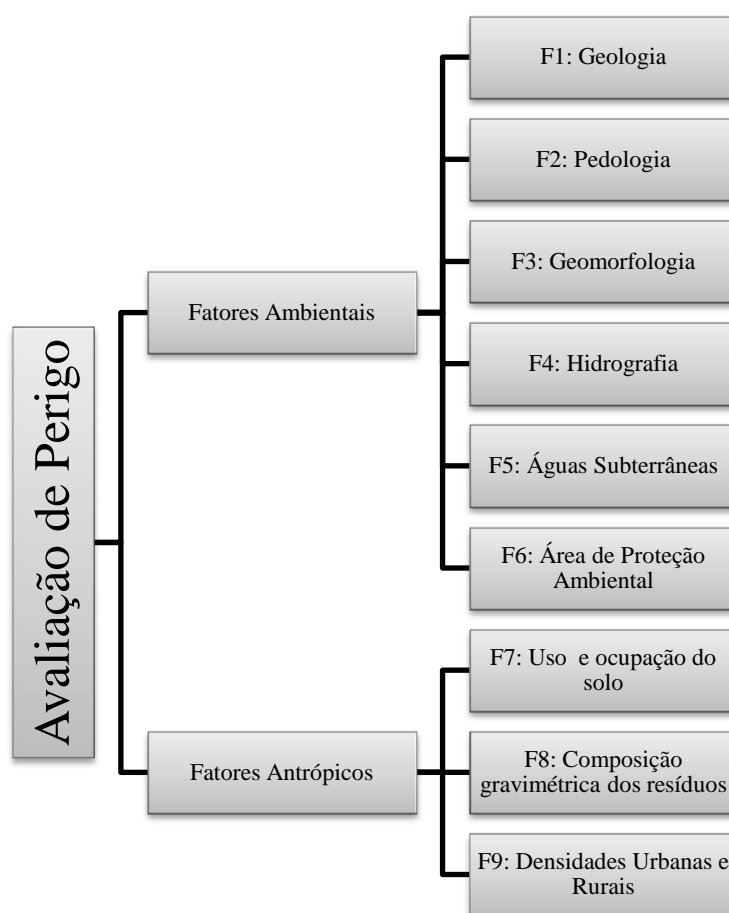 Avaliação de Perigo
Fatores Ambientais
F1: Geologia
F2: Pedologia
F3: Geomorfologia
F4: Hidrografia
F5: Águas Subterrâneas
F6: Área de Proteção
Ambiental
Fatores Antrópicos
F7: Uso e ocupação do
solo
F8: Composição
gravimétrica dos resíduos
F9: Densidades Urbanas e
Rurais